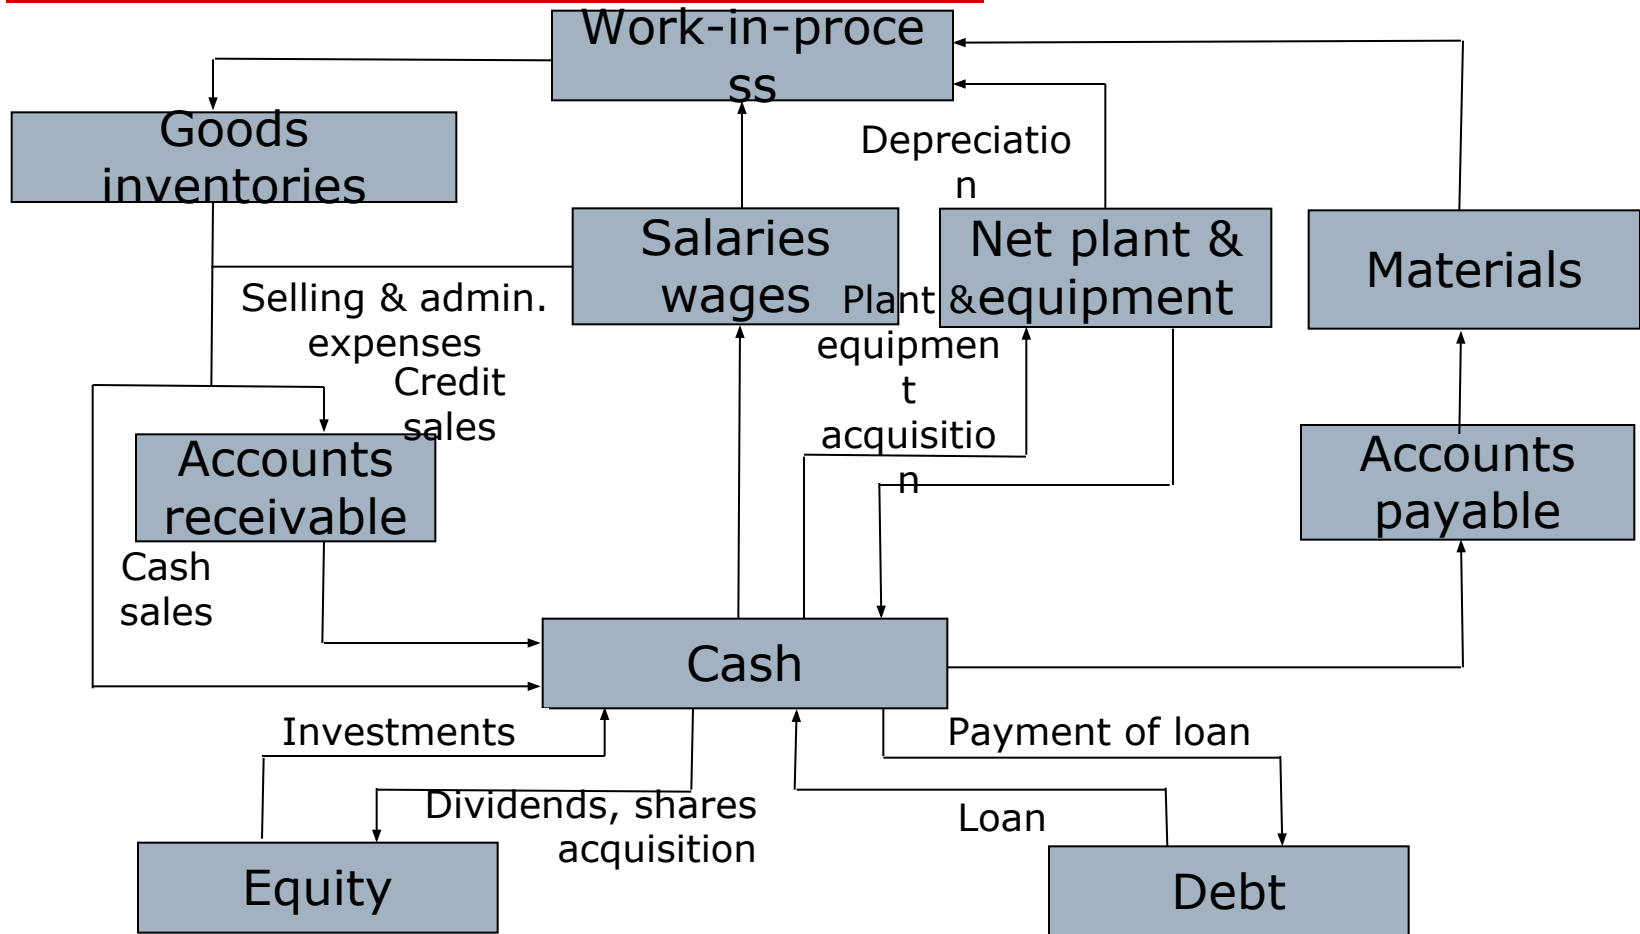 Work-in-proce
ss
Goods
inventories
Depreciatio
n
Salaries
wages
Net plant &
equipment
Materials
Selling & admin.
expenses
Plant &
equipmen
t
acquisitio
n
Credit
sales
Accounts
receivable
Accounts
payable
Cash
sales
Cash
Investments
Payment of loan
Dividends, shares
acquisition
Loan
Equity
Debt